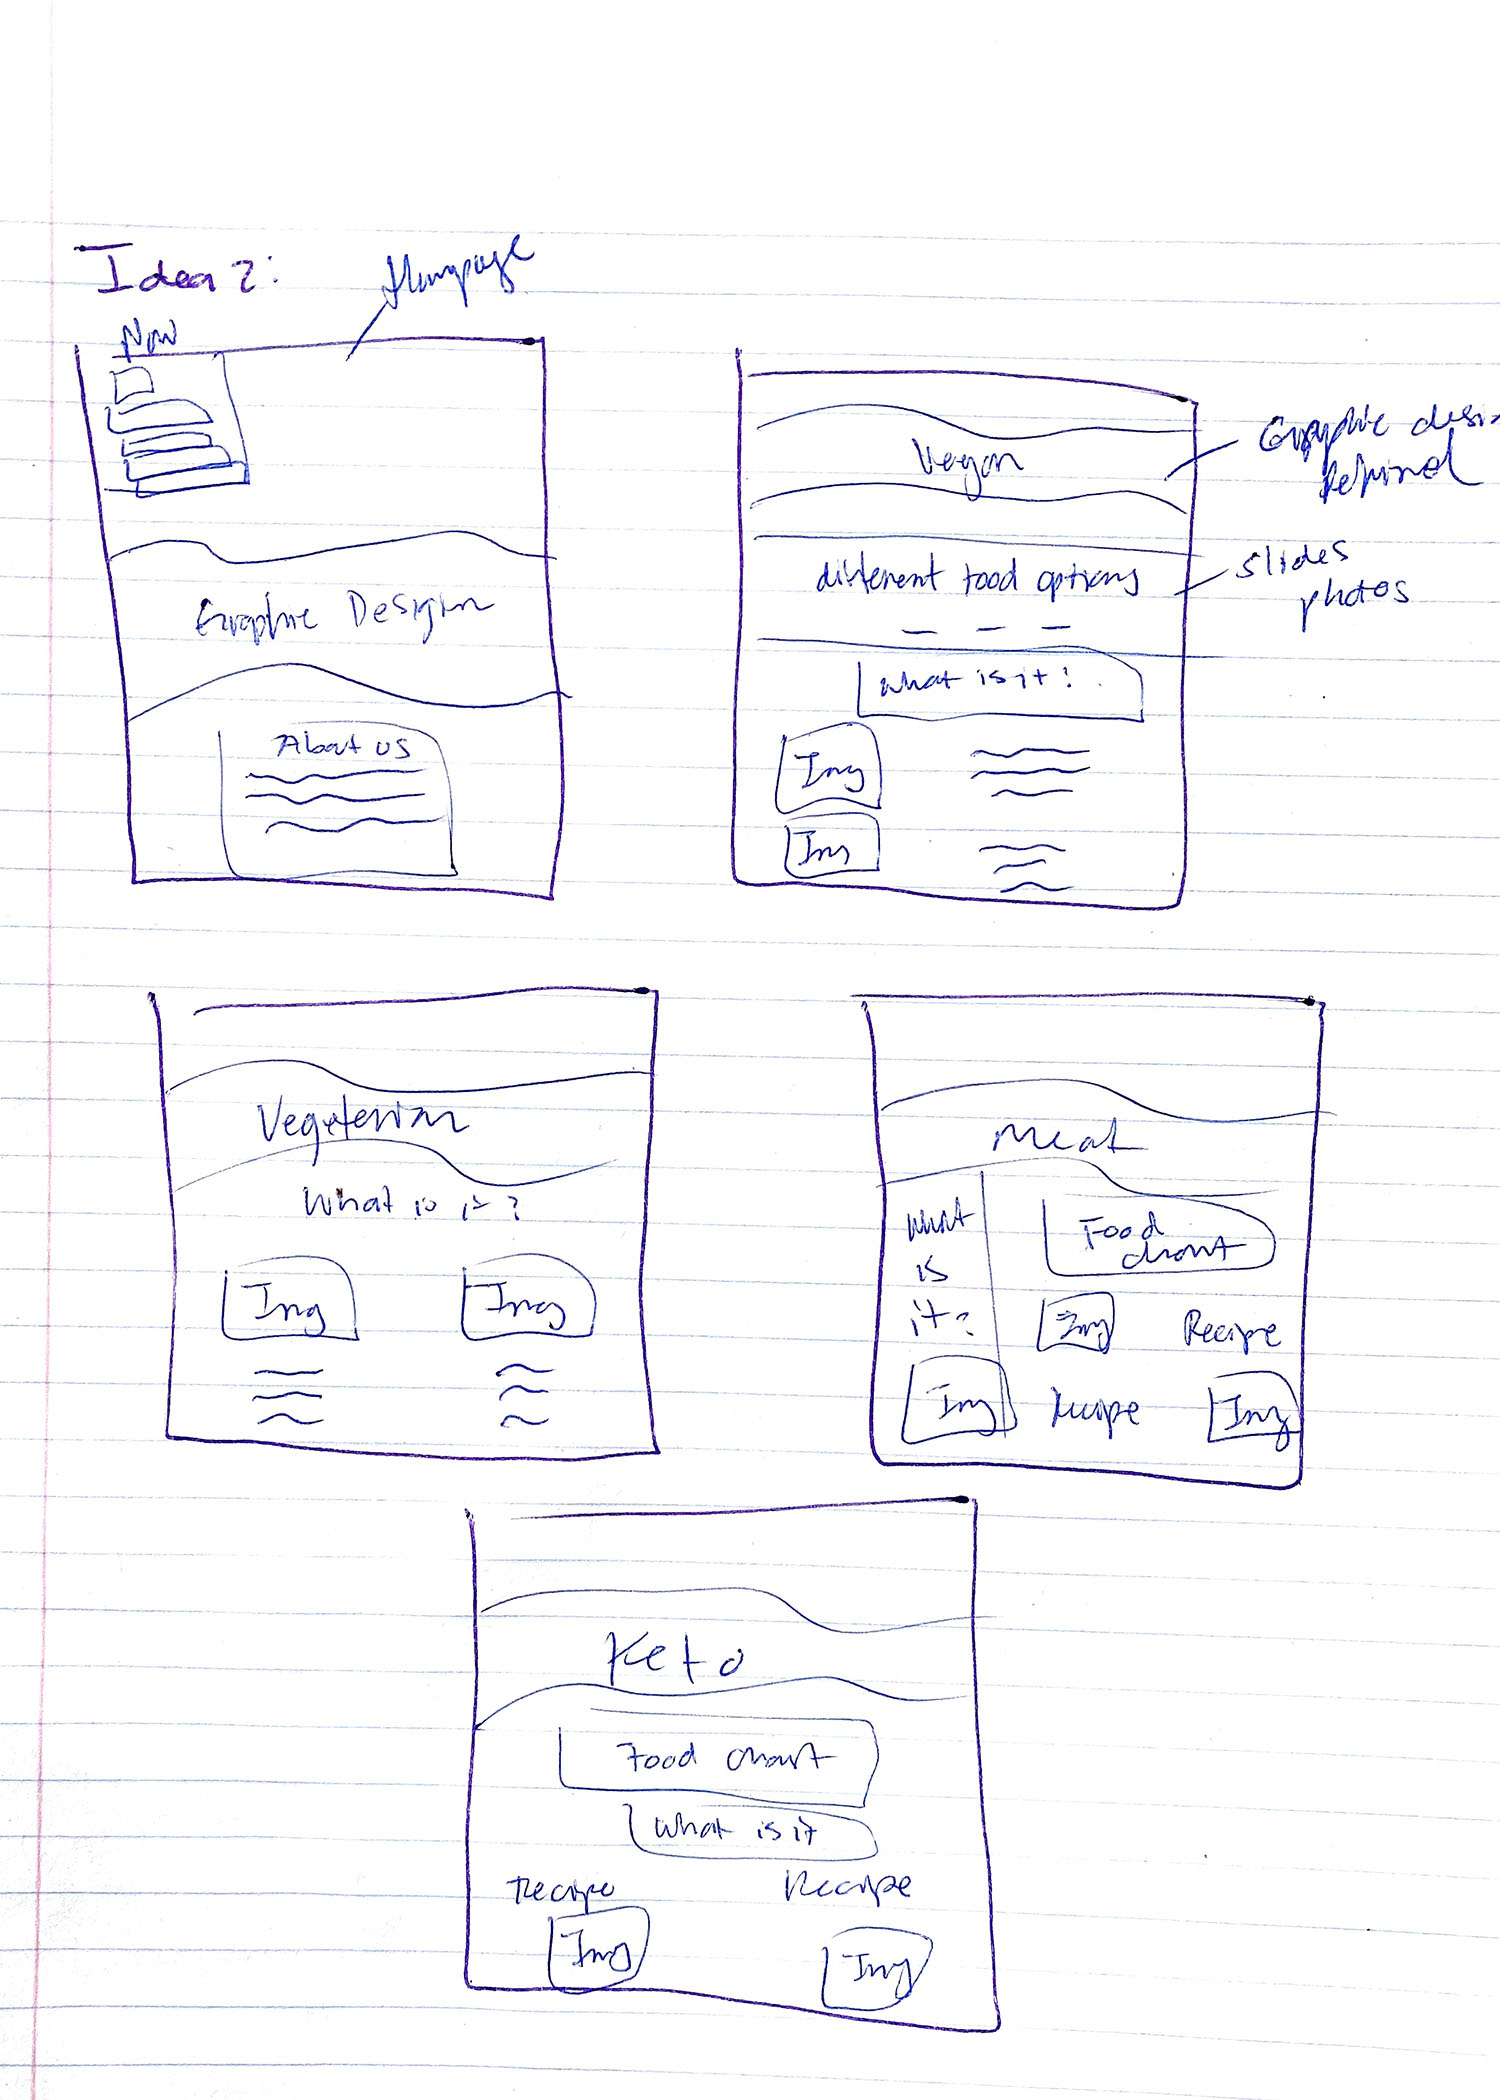 Idea 2:
Homepage
Nav
Graphic Design
About us
Vegan
Graphic desi
behind
different food options
slides
photos
What is it?
Img
Img
Vegeterian
What is it?
Img
Img
Meat
What
is
it?
Food
chart
Img
Recipe
Img
Recipe
Img
Keto
Food chart
What is it
Recipe
Recipe
Img
Img